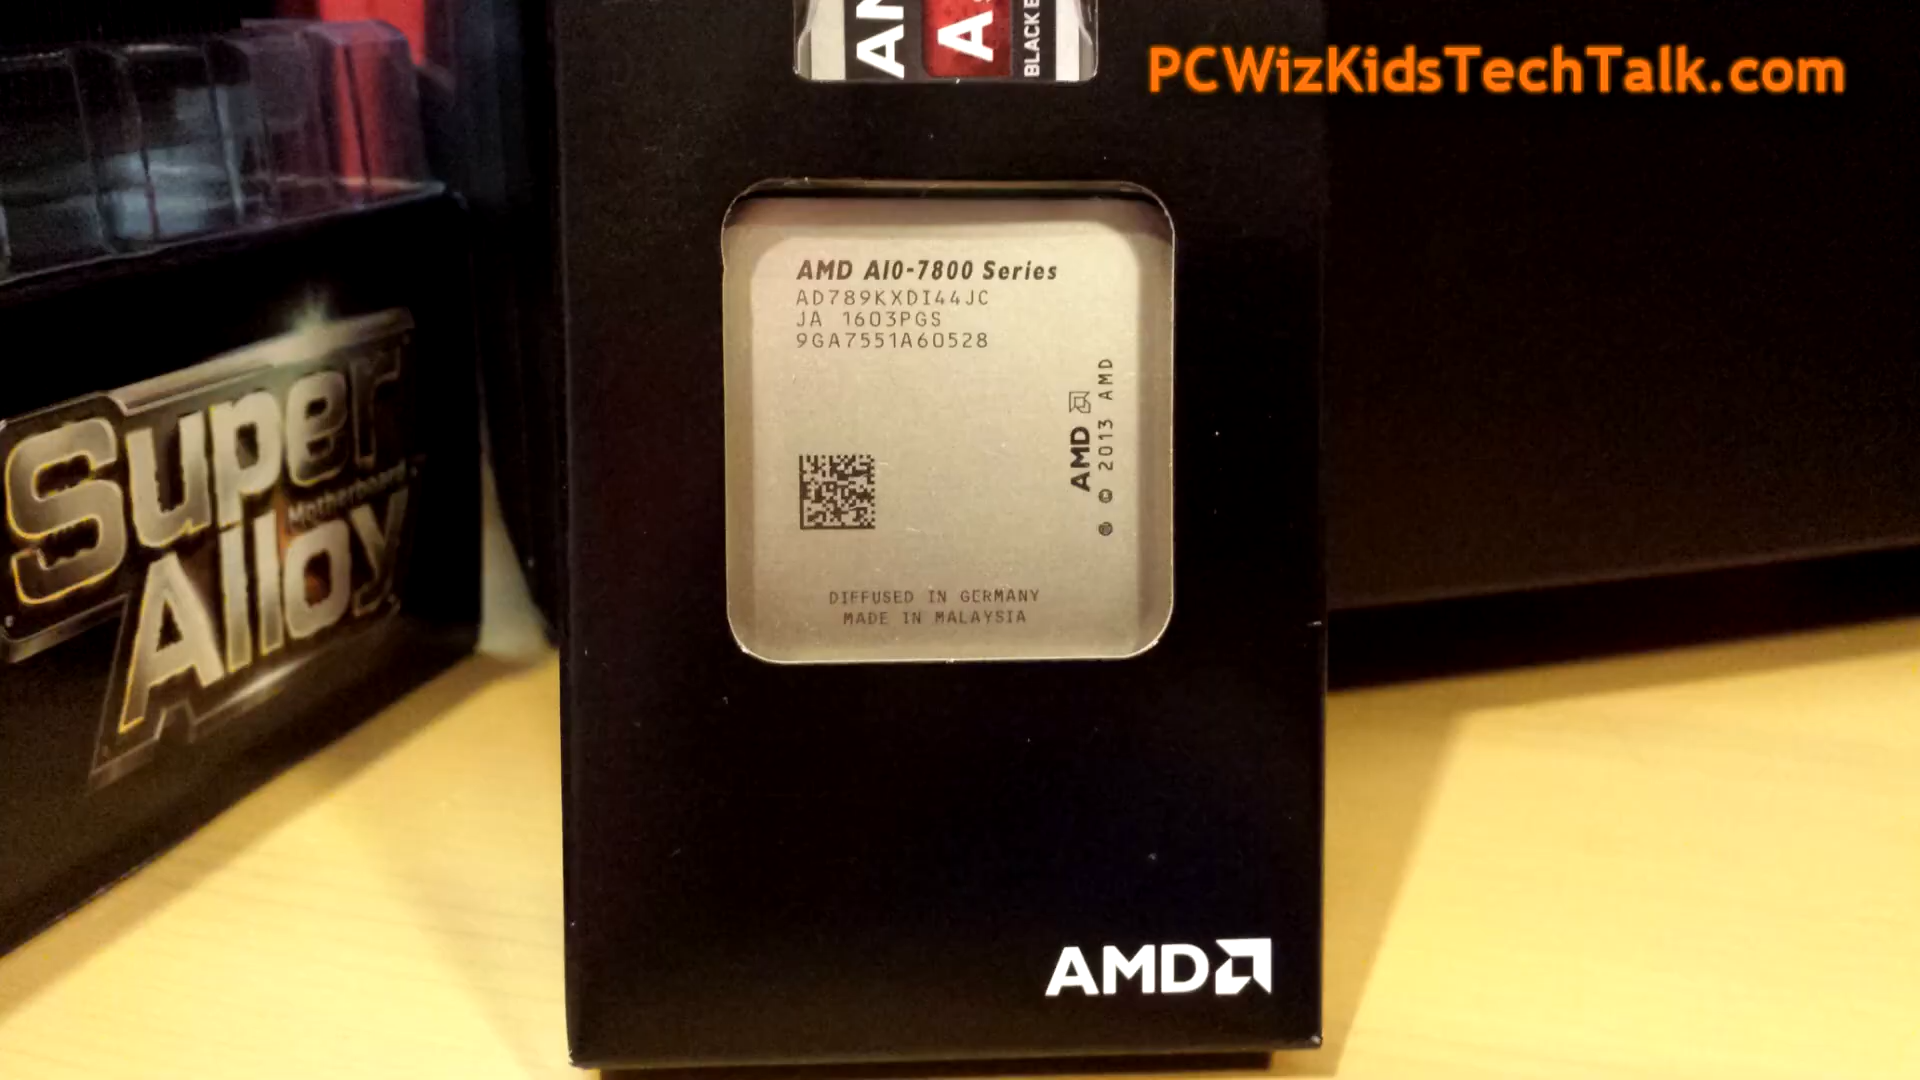 PCWizKidsTechTalk.com
BLACK
AMD A10-7800 Series
AD789KXDI44JC
JA 1603PGS
9GA7551A60528
AMD
© 2013 AMD
DIFFUSED IN GERMANY
MADE IN MALAYSIA
Super
Motherboard
Alloy
AMD